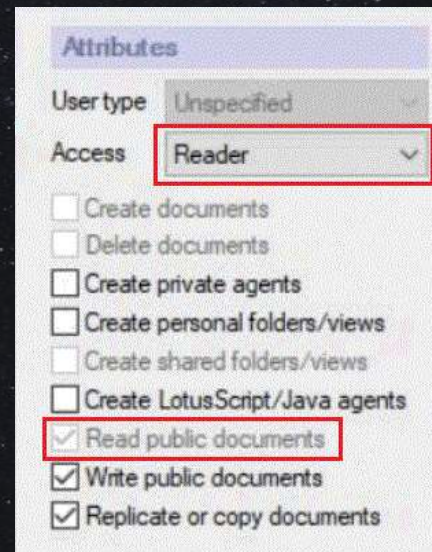 Attributes
User type Unspecified
Access Reader
Create documents
Delete documents
Create private agents
Create personal folders/views
Create shared folders/views
Create LotusScript/Java agents
Read public documents
Write public documents
Replicate or copy documents